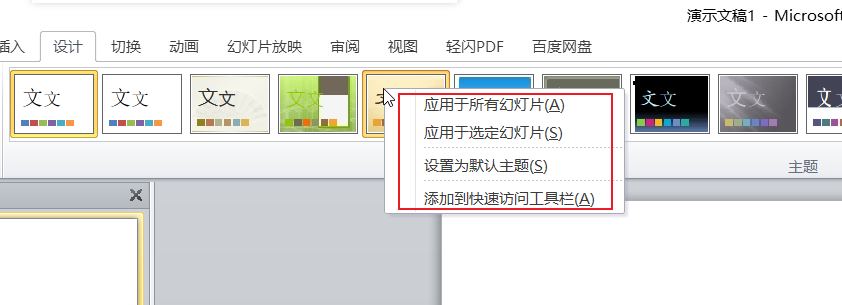 演示文稿1 - Microsoft
插入 设计 切换 动画 幻灯片放映 审阅 视图 轻闪PDF 百度网盘
文文 文文 文文 文文 文文 文文 文文
应用于所有幻灯片(A)
应用于选定幻灯片(S)
设置为默认主题(S)
主题
添加到快速访问工具栏(A)